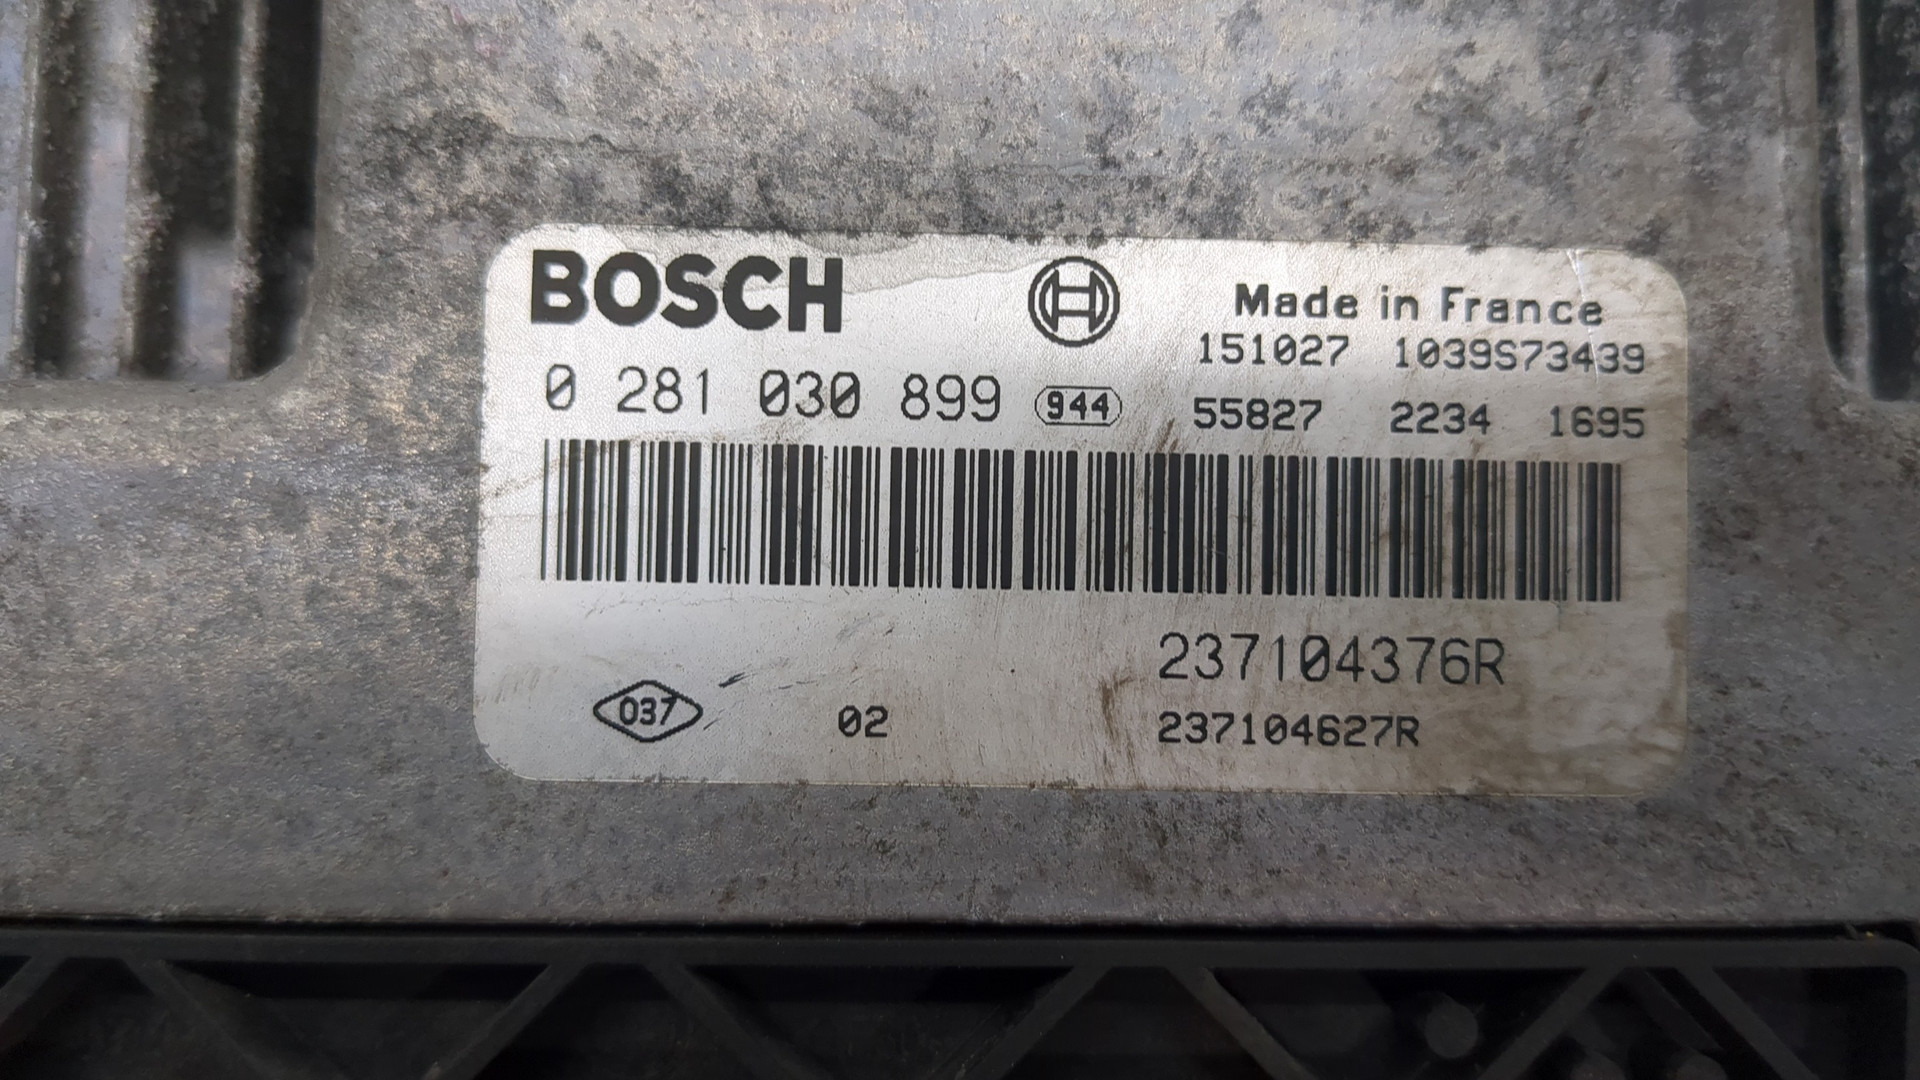 BOSCH
Made in France
151027 1039S73439
0 281 030 899 944
55827 2234 1695
237104376R
037 02 237104627R